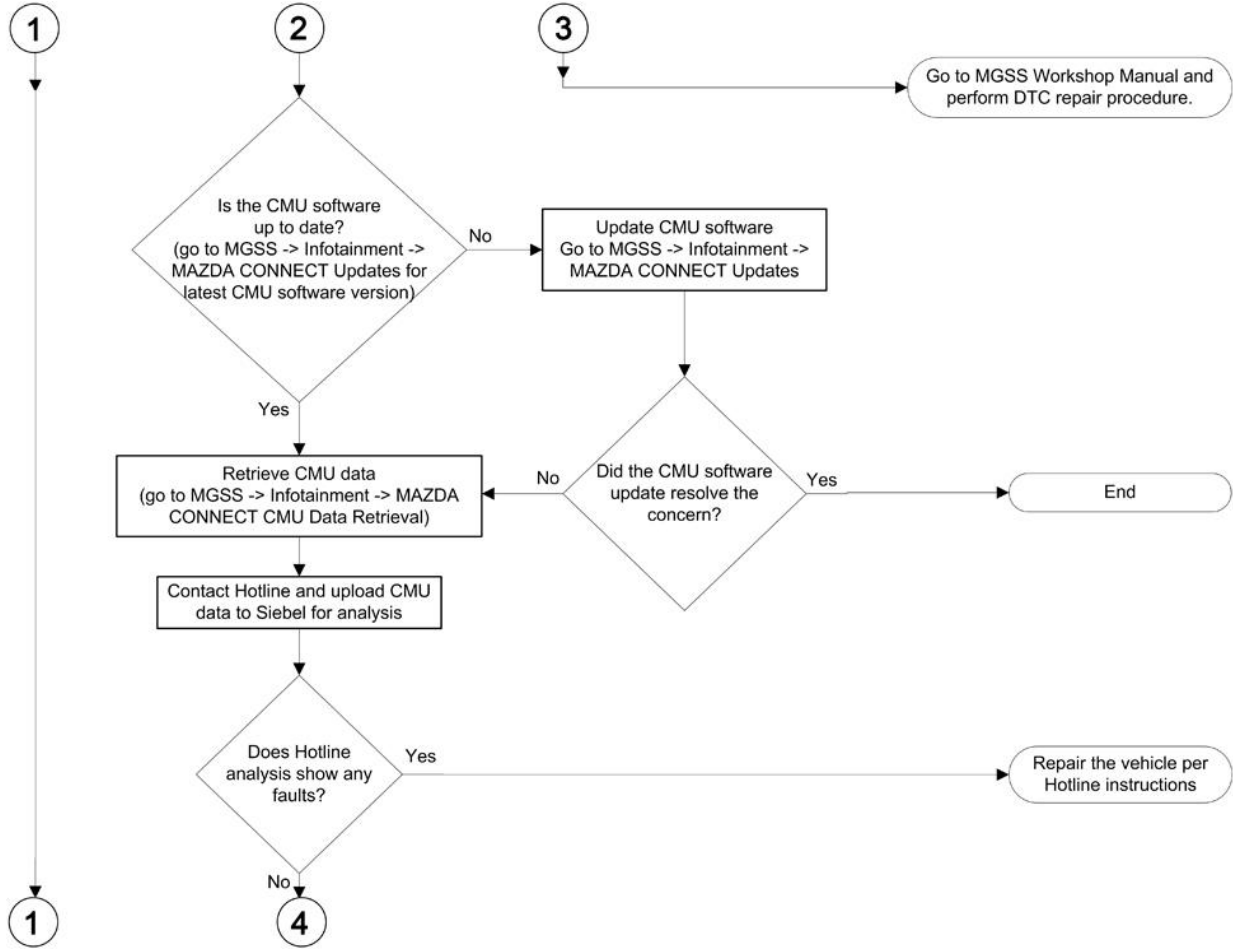 1
2
3
Go to MGSS Workshop Manual and
perform DTC repair procedure.
Is the CMU software
up to date?
(go to MGSS -> Infotainment ->
MAZDA CONNECT Updates for
latest CMU software version)
No
Update CMU software
Go to MGSS -> Infotainment ->
MAZDA CONNECT Updates
Yes
Retrieve CMU data
(go to MGSS -> Infotainment -> MAZDA
CONNECT CMU Data Retrieval)
No
Did the CMU software
update resolve the
concern?
Yes
End
Contact Hotline and upload CMU
data to Siebel for analysis
Does Hotline
analysis show any
faults?
Yes
Repair the vehicle per
Hotline instructions
No
1
4